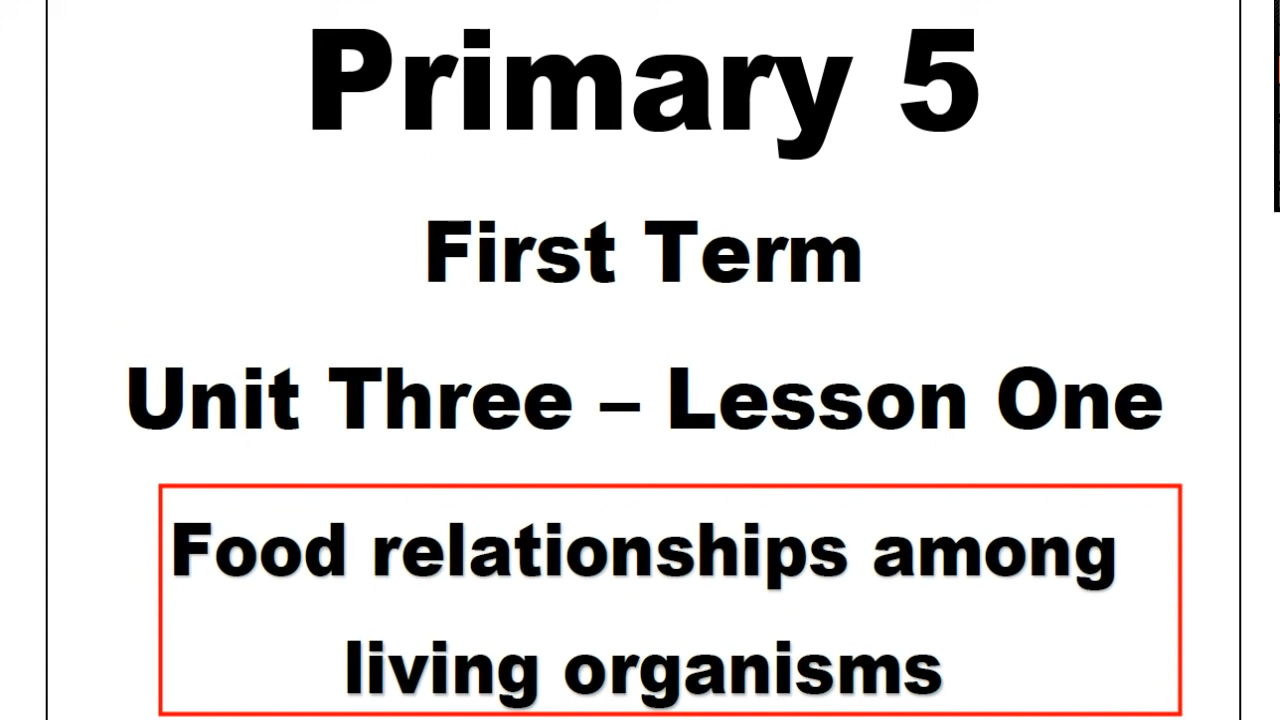 Primary 5
First Term
Unit Three – Lesson One
Food relationships among
living organisms